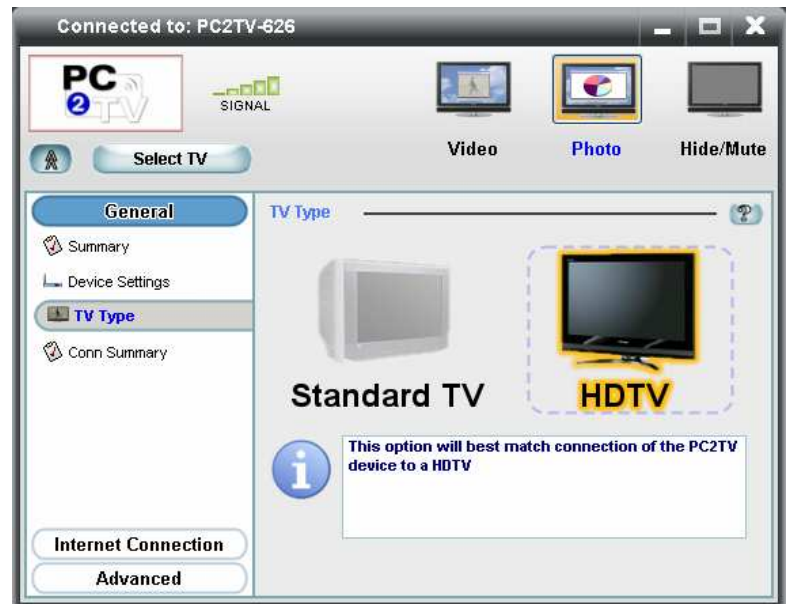 Connected to: PC2TV-626
PC
2 TV
SIGNAL
Select TV
Video
Photo
Hide/Mute
General
Summary
Device Settings
TV Type
Conn Summary
Internet Connection
Advanced
TV Type
?
Standard TV
HDTV
i
This option will best match connection of the PC2TV
device to a HDTV